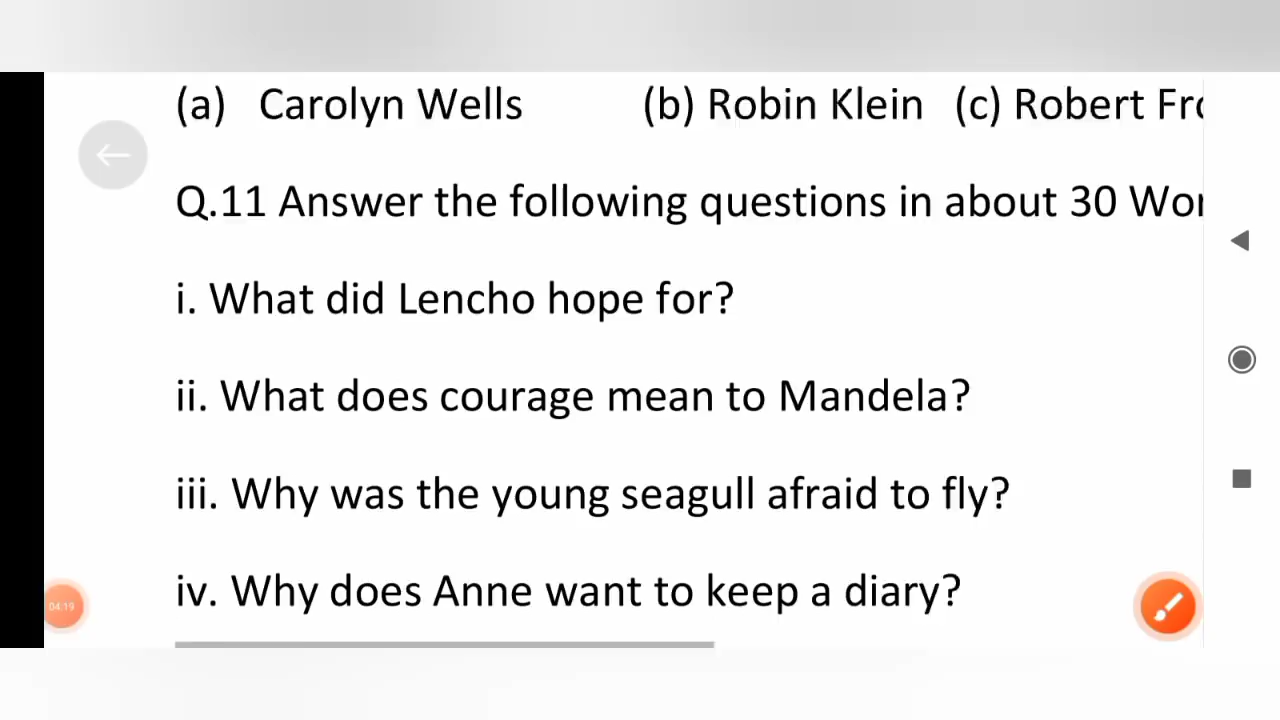 (a) Carolyn Wells (b) Robin Klein (c) Robert
Q.11 Answer the following questions in about 30
i. What did Lencho hope for?
ii. What does courage mean to Mandela?
iii. Why was the young seagull afraid to fly?
iv. Why does Anne want to keep a diary?
04:19